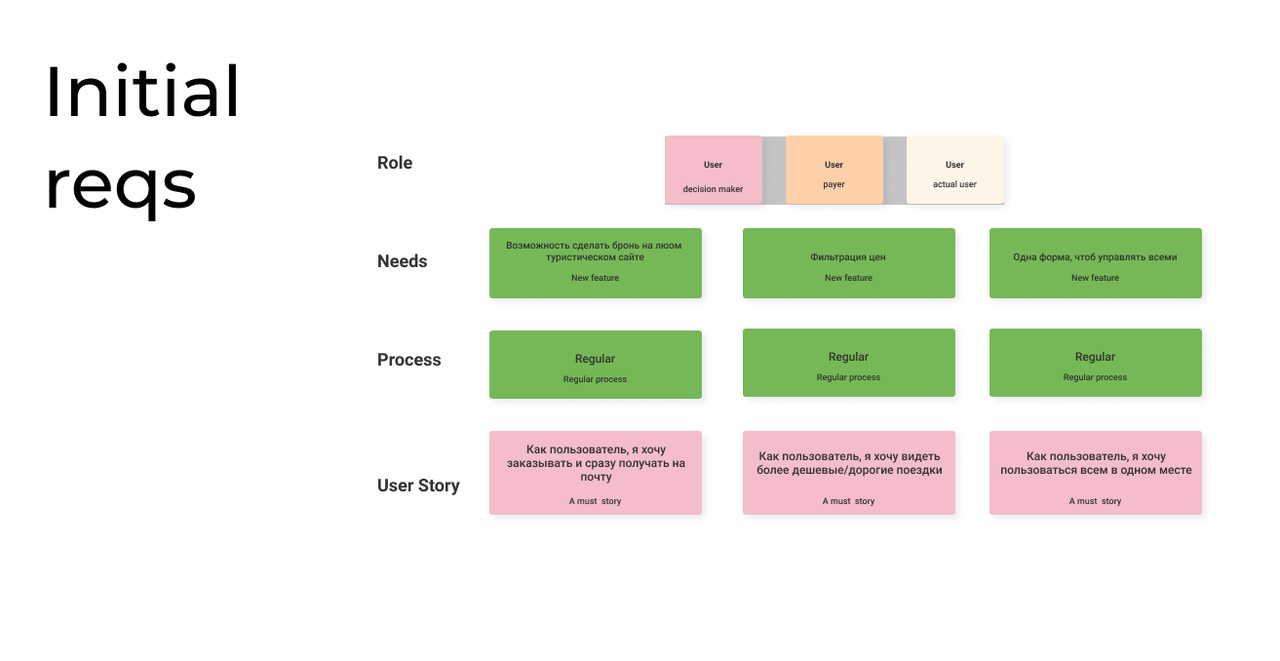 Initial
reqs
Role
User
decision maker
User
payer
User
actual user
Needs
Возможность сделать бронь на люом
туристическом сайте
New feature
Фильтрация цен
New feature
Одна форма, чтоб управлять всеми
New feature
Process
Regular
Regular process
Regular
Regular process
Regular
Regular process
User Story
Как пользователь, я хочу
заказывать и сразу получать на
почту
A must story
Как пользователь, я хочу видеть
более дешевые/дорогие поездки
A must story
Как пользователь, я хочу
пользоваться всем в одном месте
A must story